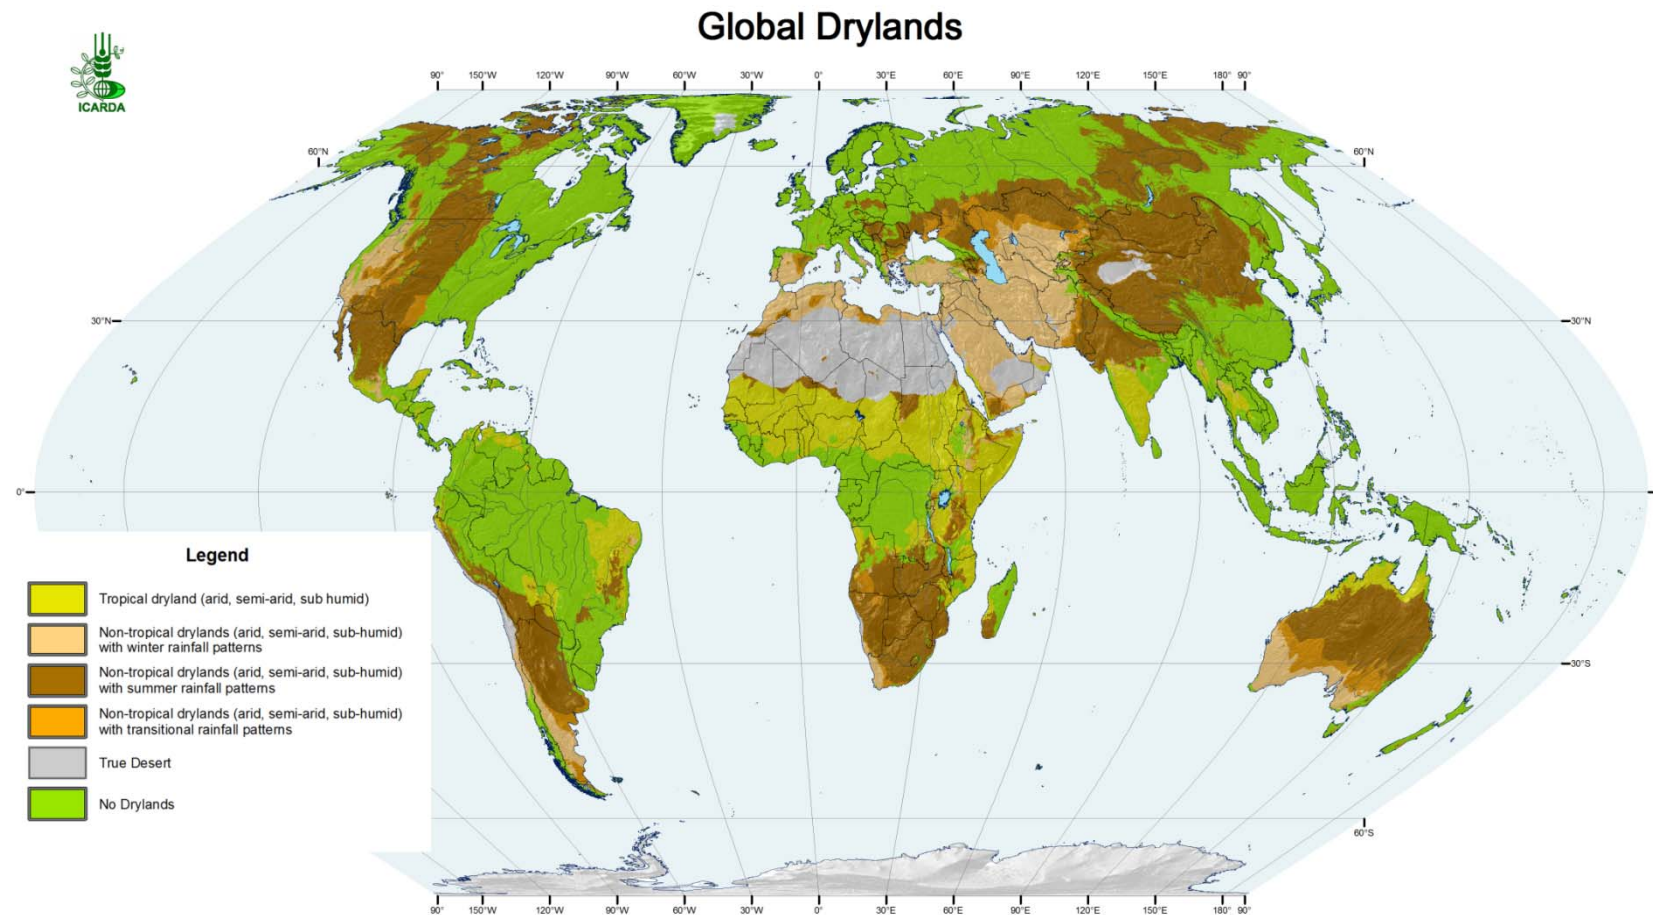 Global Drylands
ICARDA
90° 150°W 120°W 90°W 60°W 30°W 0° 30°E 60°E 90°E 120°E 150°E 180° 90°
60°N 60°N
30°N 30°N
0°
Legend
Tropical dryland (arid, semi-arid, sub humid)
Non-tropical drylands (arid, semi-arid, sub-humid)
with winter rainfall patterns
Non-tropical drylands (arid, semi-arid, sub-humid)
with summer rainfall patterns
30°S
Non-tropical drylands (arid, semi-arid, sub-humid)
with transitional rainfall patterns
True Desert
No Drylands
60°S
90° 150°W 120°W 90°W 60°W 30°W 0° 30°E 60°E 90°E 120°E 150°E 180° 90°